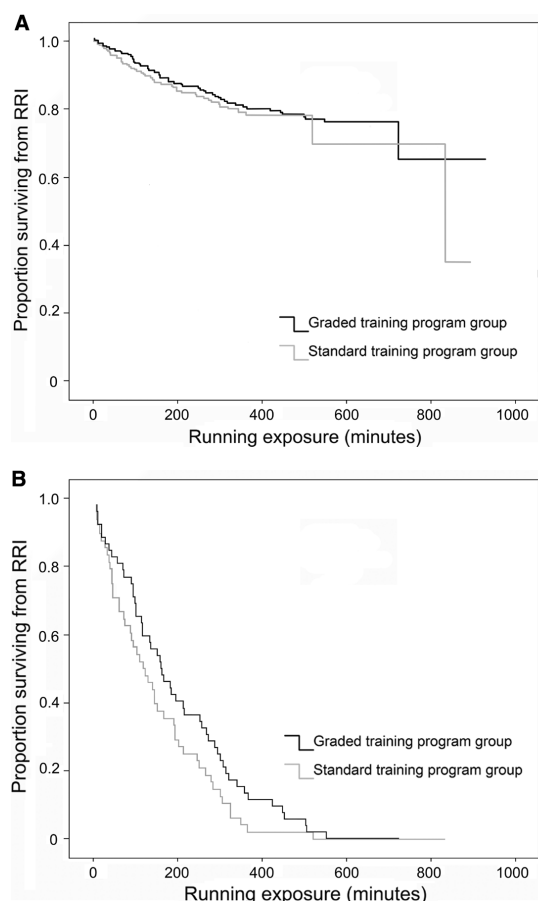 A
Proportion surviving from RRI
1.0
0.8
0.6
0.4
0.2
0
Graded training program group
Standard training program group
0 200 400 600 800 1000
Running exposure (minutes)
B
Proportion surviving from RRI
1.0
0.8
0.6
0.4
0.2
0
Graded training program group
Standard training program group
0 200 400 600 800 1000
Running exposure (minutes)